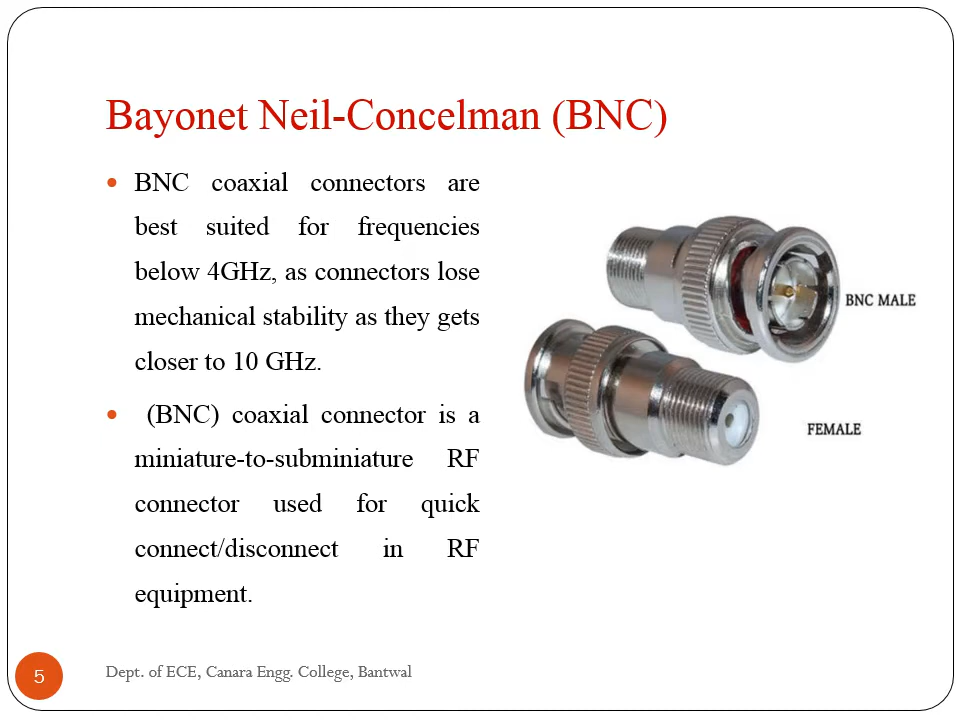 Bayonet Neil-Concelman (BNC)
BNC coaxial connectors are
best suited for frequencies
below 4GHz, as connectors lose
mechanical stability as they gets
closer to 10 GHz.
(BNC) coaxial connector is a
miniature-to-subminiature RF
connector used for quick
connect/disconnect in RF
equipment.
BNC MALE
FEMALE
5
Dept. of ECE, Canara Engg. College, Bantwal